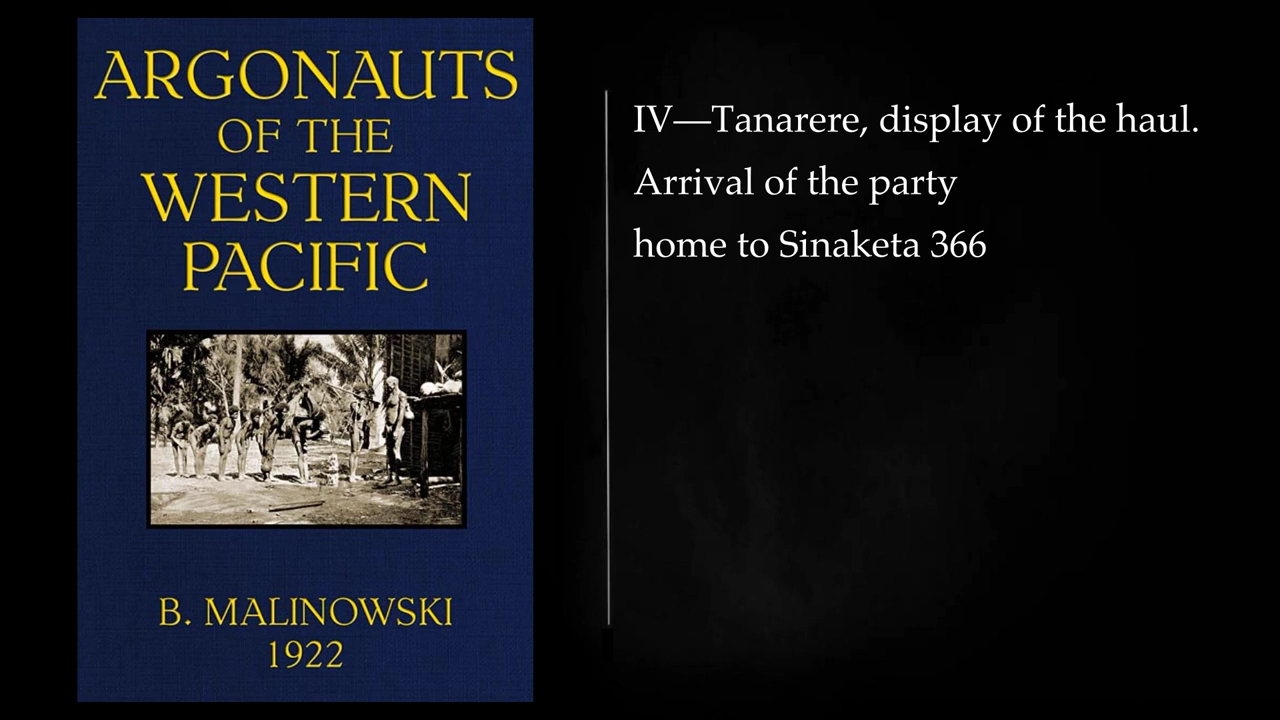 ARGONAUTS
OF THE
WESTERN
PACIFIC
B. MALINOWSKI
1922
IV—Tanarere, display of the haul.
Arrival of the party
home to Sinaketa 366